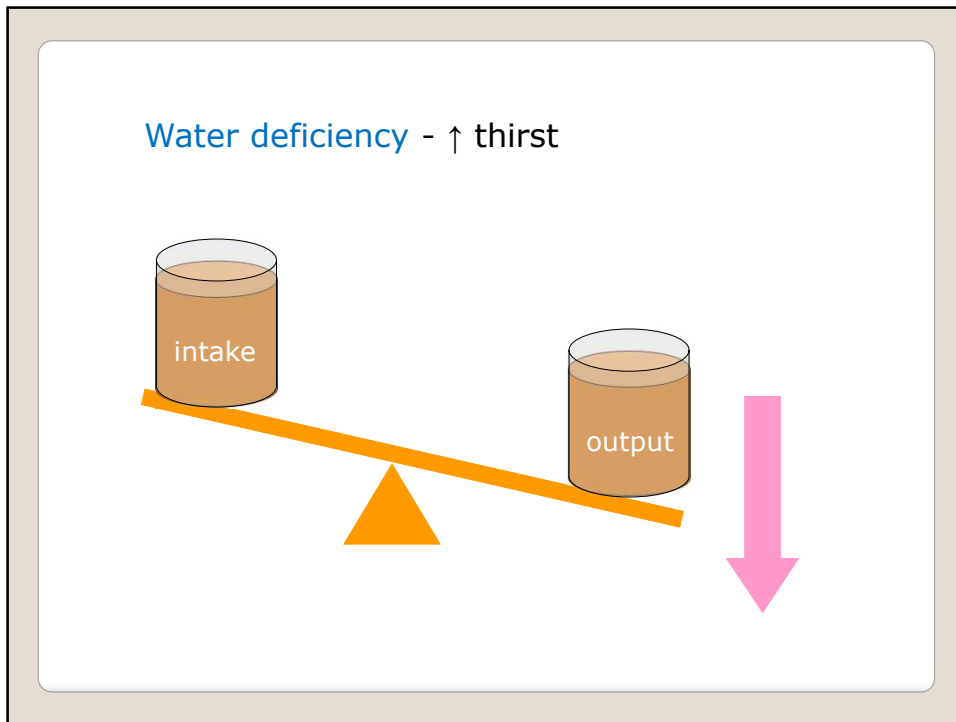 Water deficiency - ↑ thirst
intake
output